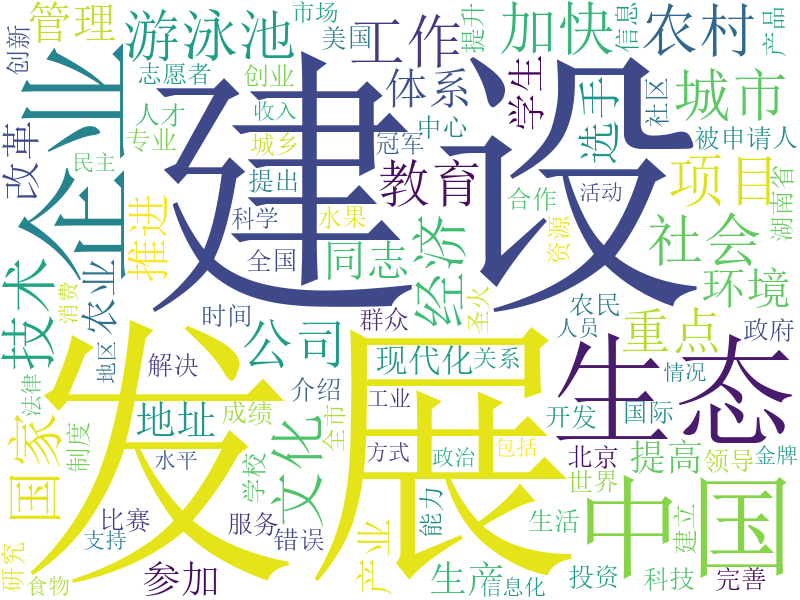 建设
发展
企业
生态
中国
游泳池
工作
加快
农村
管理
城市
项目
社会
环境
重点
经济
教育
体系
选手
学生
技术
国家
文化
公司
推进
改革
农业
同志
地址
现代化
参加
产业
生产
提高
创新
志愿者
人才
专业
民主
创业
收入
城乡
提出
科学
水果
全国
美国
市场
中心
冠军
提升
信息
产品
社区
被申请人
湖南省
合作
活动
资源
圣火
农民
人员
政府
群众
时间
解决
介绍
关系
情况
消费
地区
法律
制度
成绩
水平
全市
工业
方式
政治
包括
开发
国际
北京
领导
金牌
世界
能力
学校
比赛
支持
服务
错误
生活
建立
研究
食物
信息化
投资
科技
完善